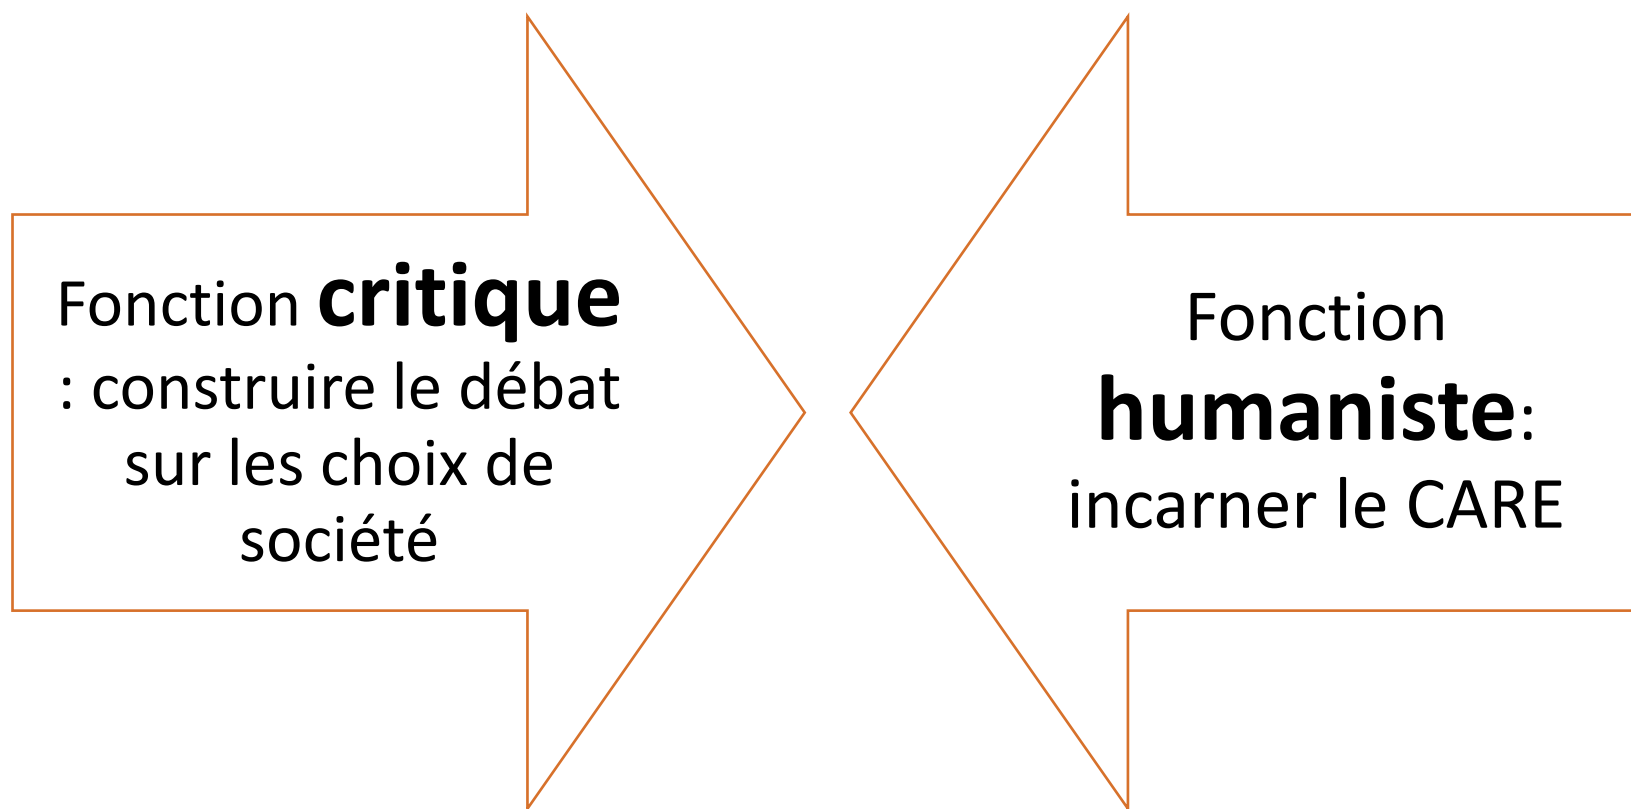 Fonction critique
: construire le débat
sur les choix de
société
Fonction
humaniste:
incarner le CARE